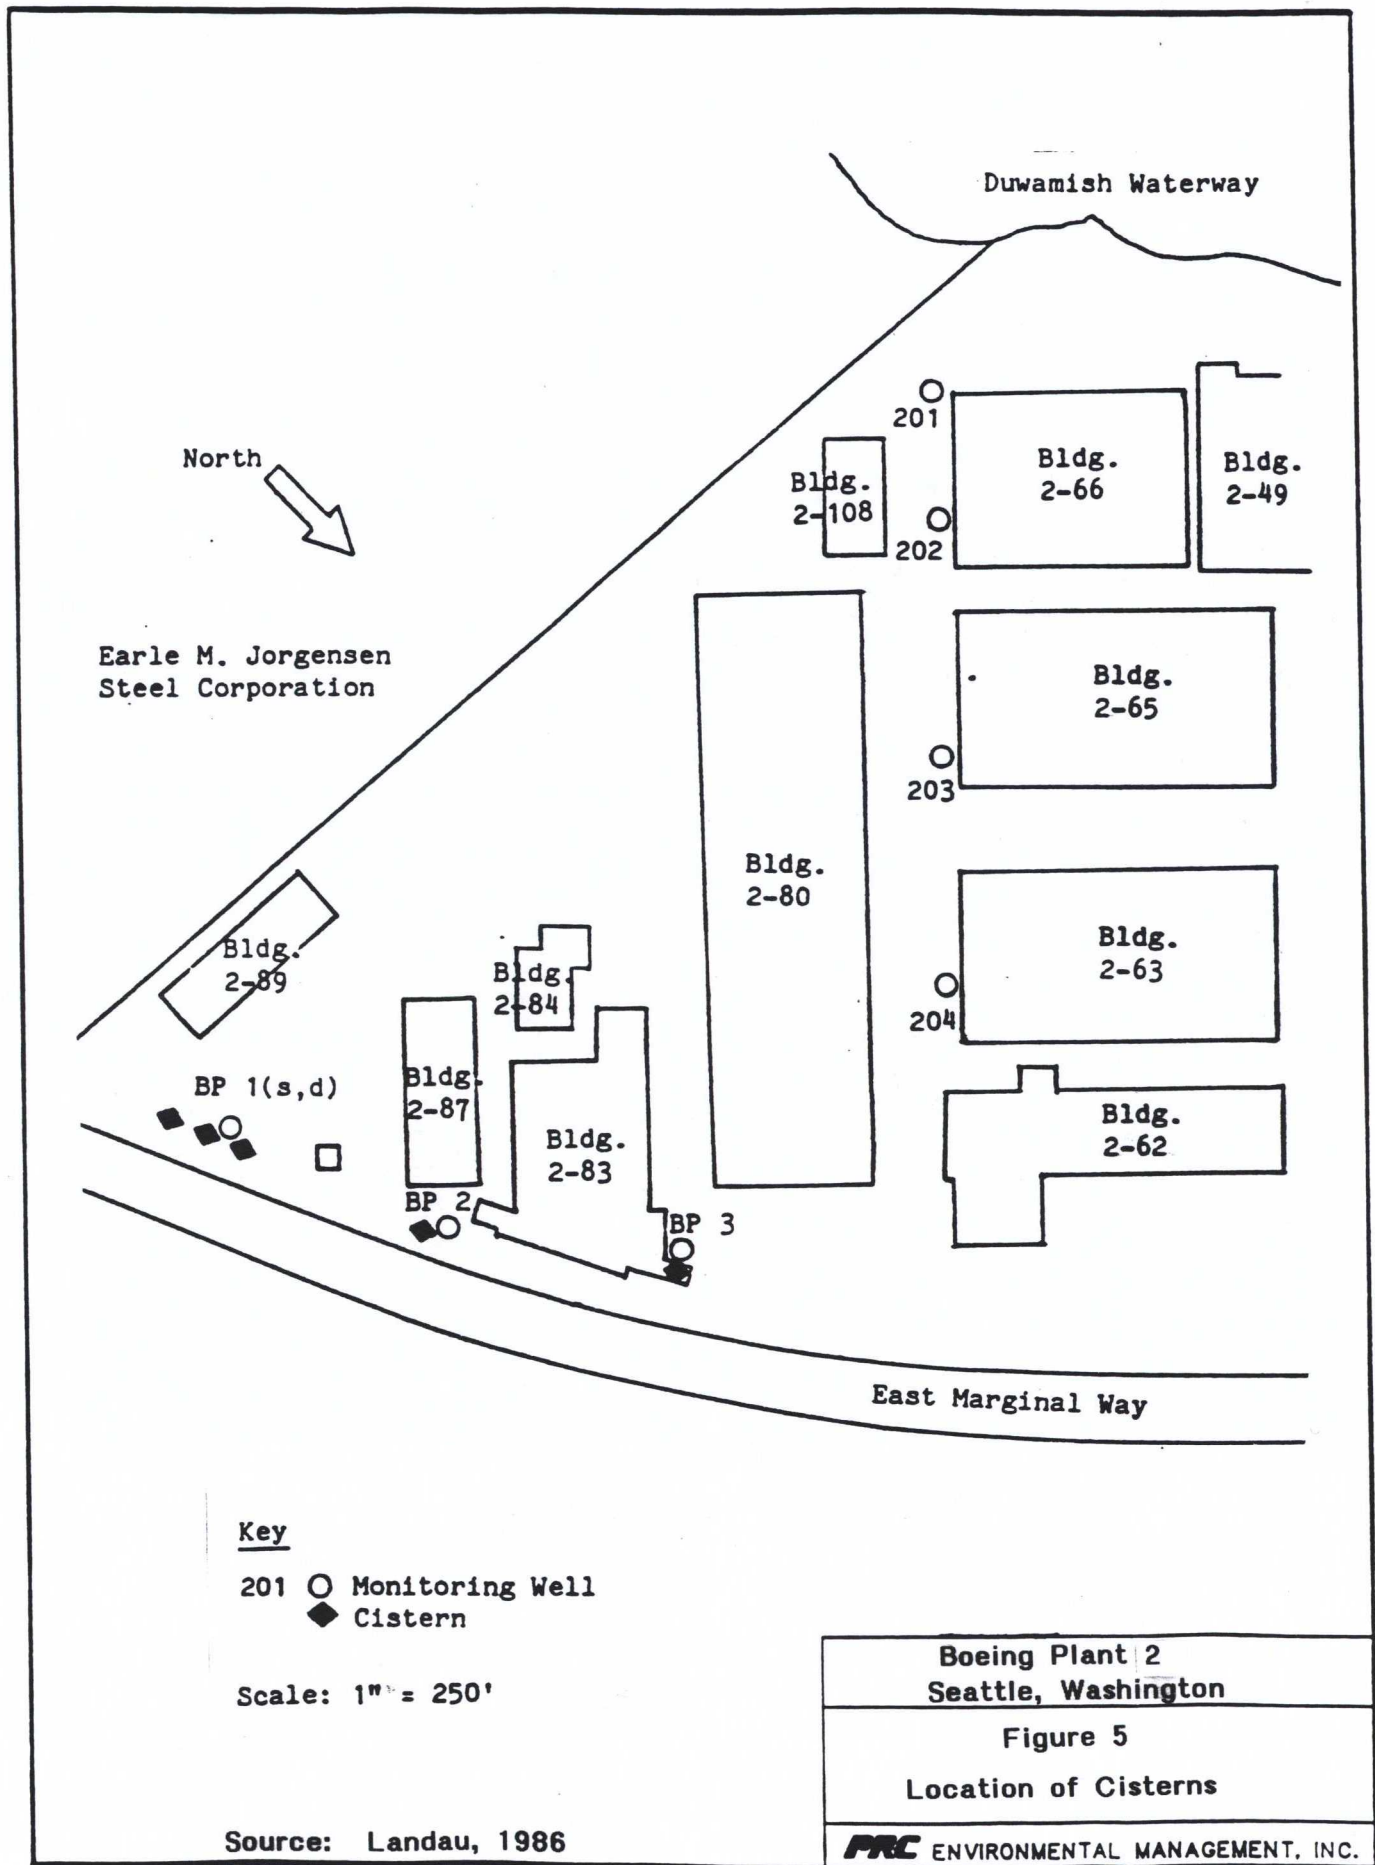 Duwamish Waterway
201
North
Bldg.
2-108
Bldg.
2-66
Bldg.
2-49
202
Earle M. Jorgensen
Steel Corporation
Bldg.
2-65
203
Bldg.
2-80
Bldg.
2-89
Bldg.
2-84
Bldg.
2-63
204
BP 1(s,d)
Bldg.
2-87
Bldg.
2-83
Bldg.
2-62
BP 2
BP 3
East Marginal Way
Key
201 Monitoring Well
Cistern
Scale: 1" = 250'
Source: Landau, 1986
Boeing Plant 2
Seattle, Washington
Figure 5
Location of Cisterns
PRC ENVIRONMENTAL MANAGEMENT, INC.